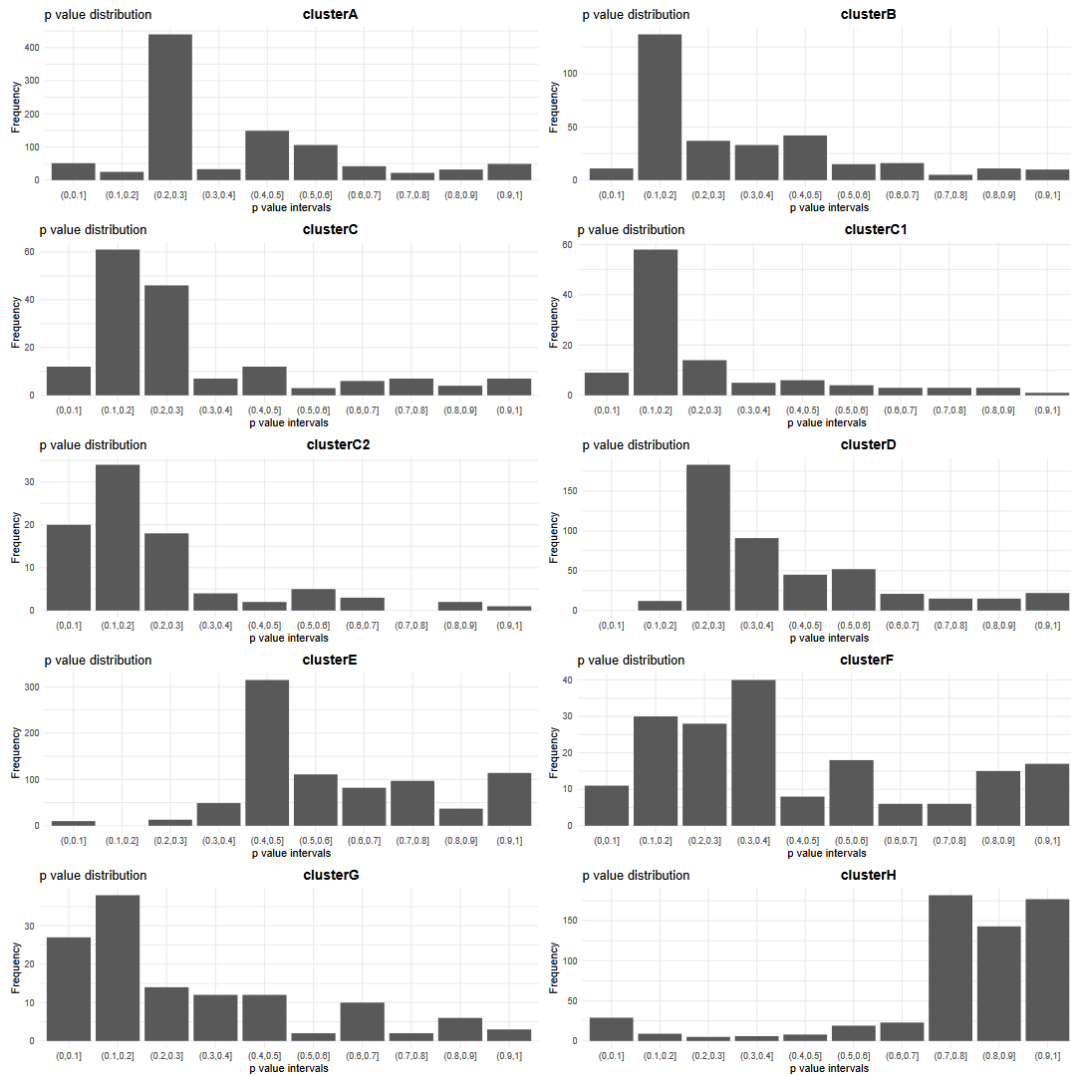 p value distribution clusterA
Frequency
400
300
200
100
0
(0,0.1] (0.1,0.2] (0.2,0.3] (0.3,0.4] (0.4,0.5] (0.5,0.6] (0.6,0.7] (0.7,0.8] (0.8,0.9] (0.9,1]
p value intervals
p value distribution clusterB
Frequency
100
50
0
(0,0.1] (0.1,0.2] (0.2,0.3] (0.3,0.4] (0.4,0.5] (0.5,0.6] (0.6,0.7] (0.7,0.8] (0.8,0.9] (0.9,1]
p value intervals
p value distribution clusterC
Frequency
60
40
20
0
(0,0.1] (0.1,0.2] (0.2,0.3] (0.3,0.4] (0.4,0.5] (0.5,0.6] (0.6,0.7] (0.7,0.8] (0.8,0.9] (0.9,1]
p value intervals
p value distribution clusterC1
Frequency
60
40
20
0
(0,0.1] (0.1,0.2] (0.2,0.3] (0.3,0.4] (0.4,0.5] (0.5,0.6] (0.6,0.7] (0.7,0.8] (0.8,0.9] (0.9,1]
p value intervals
p value distribution clusterC2
Frequency
30
20
10
0
(0,0.1] (0.1,0.2] (0.2,0.3] (0.3,0.4] (0.4,0.5] (0.5,0.6] (0.6,0.7] (0.7,0.8] (0.8,0.9] (0.9,1]
p value intervals
p value distribution clusterD
Frequency
150
100
50
0
(0,0.1] (0.1,0.2] (0.2,0.3] (0.3,0.4] (0.4,0.5] (0.5,0.6] (0.6,0.7] (0.7,0.8] (0.8,0.9] (0.9,1]
p value intervals
p value distribution clusterE
Frequency
300
200
100
0
(0,0.1] (0.1,0.2] (0.2,0.3] (0.3,0.4] (0.4,0.5] (0.5,0.6] (0.6,0.7] (0.7,0.8] (0.8,0.9] (0.9,1]
p value intervals
p value distribution clusterF
Frequency
40
30
20
10
0
(0,0.1] (0.1,0.2] (0.2,0.3] (0.3,0.4] (0.4,0.5] (0.5,0.6] (0.6,0.7] (0.7,0.8] (0.8,0.9] (0.9,1]
p value intervals
p value distribution clusterG
Frequency
30
20
10
0
(0,0.1] (0.1,0.2] (0.2,0.3] (0.3,0.4] (0.4,0.5] (0.5,0.6] (0.6,0.7] (0.7,0.8] (0.8,0.9] (0.9,1]
p value intervals
p value distribution clusterH
Frequency
150
100
50
0
(0,0.1] (0.1,0.2] (0.2,0.3] (0.3,0.4] (0.4,0.5] (0.5,0.6] (0.6,0.7] (0.7,0.8] (0.8,0.9] (0.9,1]
p value intervals